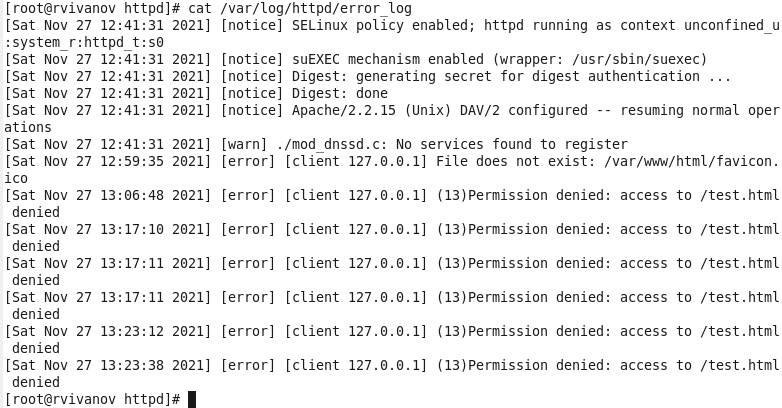 [root@rvivanov httpd]# cat /var/log/httpd/error_log
[Sat Nov 27 12:41:31 2021] [notice] SELinux policy enabled; httpd running as context unconfined_u
:system_r:httpd_t:s0
[Sat Nov 27 12:41:31 2021] [notice] suEXEC mechanism enabled (wrapper: /usr/sbin/suexec)
[Sat Nov 27 12:41:31 2021] [notice] Digest: generating secret for digest authentication ...
[Sat Nov 27 12:41:31 2021] [notice] Digest: done
[Sat Nov 27 12:41:31 2021] [notice] Apache/2.2.15 (Unix) DAV/2 configured -- resuming normal oper
ations
[Sat Nov 27 12:41:31 2021] [warn] ./mod_dnssd.c: No services found to register
[Sat Nov 27 12:59:35 2021] [error] [client 127.0.0.1] File does not exist: /var/www/html/favicon.
ico
[Sat Nov 27 13:06:48 2021] [error] [client 127.0.0.1] (13)Permission denied: access to /test.html
 denied
[Sat Nov 27 13:17:10 2021] [error] [client 127.0.0.1] (13)Permission denied: access to /test.html
 denied
[Sat Nov 27 13:17:11 2021] [error] [client 127.0.0.1] (13)Permission denied: access to /test.html
 denied
[Sat Nov 27 13:17:11 2021] [error] [client 127.0.0.1] (13)Permission denied: access to /test.html
 denied
[Sat Nov 27 13:23:12 2021] [error] [client 127.0.0.1] (13)Permission denied: access to /test.html
 denied
[Sat Nov 27 13:23:38 2021] [error] [client 127.0.0.1] (13)Permission denied: access to /test.html
 denied
[root@rvivanov httpd]#